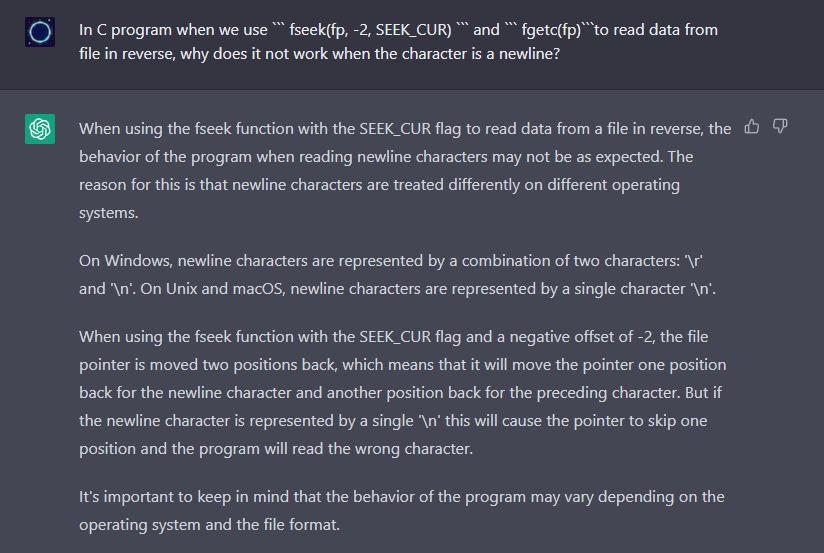 In C program when we use ``` fseek(fp, -2, SEEK_CUR) ``` and ``` fgetc(fp)```to read data from
file in reverse, why does it not work when the character is a newline?
When using the fseek function with the SEEK_CUR flag to read data from a file in reverse, the
behavior of the program when reading newline characters may not be as expected. The
reason for this is that newline characters are treated differently on different operating
systems.
On Windows, newline characters are represented by a combination of two characters: '\r'
and '\n'. On Unix and macOS, newline characters are represented by a single character '\n'.
When using the fseek function with the SEEK_CUR flag and a negative offset of -2, the file
pointer is moved two positions back, which means that it will move the pointer one position
back for the newline character and another position back for the preceding character. But if
the newline character is represented by a single '\n' this will cause the pointer to skip one
position and the program will read the wrong character.
It's important to keep in mind that the behavior of the program may vary depending on the
operating system and the file format.